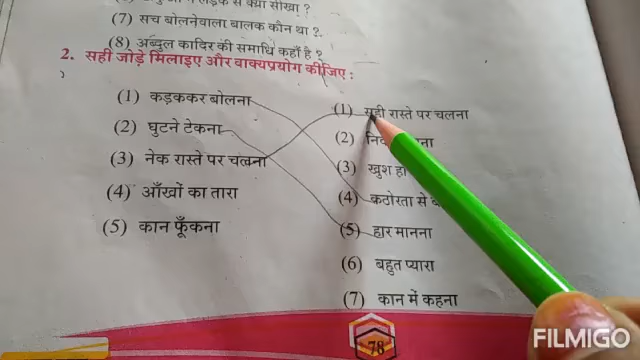 लड़के से क्या सीखा ?
(7) सच बोलनेवाला बालक कौन था ?
(8) अब्दुल कादिर की समाधि कहाँ है ?
2. सही जोड़े मिलाइए और वाक्यप्रयोग कीजिए :
(1) कड़ककर बोलना
(1) सही रास्ते पर चलना
(2) घुटने टेकना
(2)
(3) नेक रास्ते पर चलना
(3) खुश
(4) आँखों का तारा
(4) कठोरता से
(5) कान फूँकना
(5) हार मानना
(6) बहुत प्यारा
(7) कान में कहना
78
FILMIGO